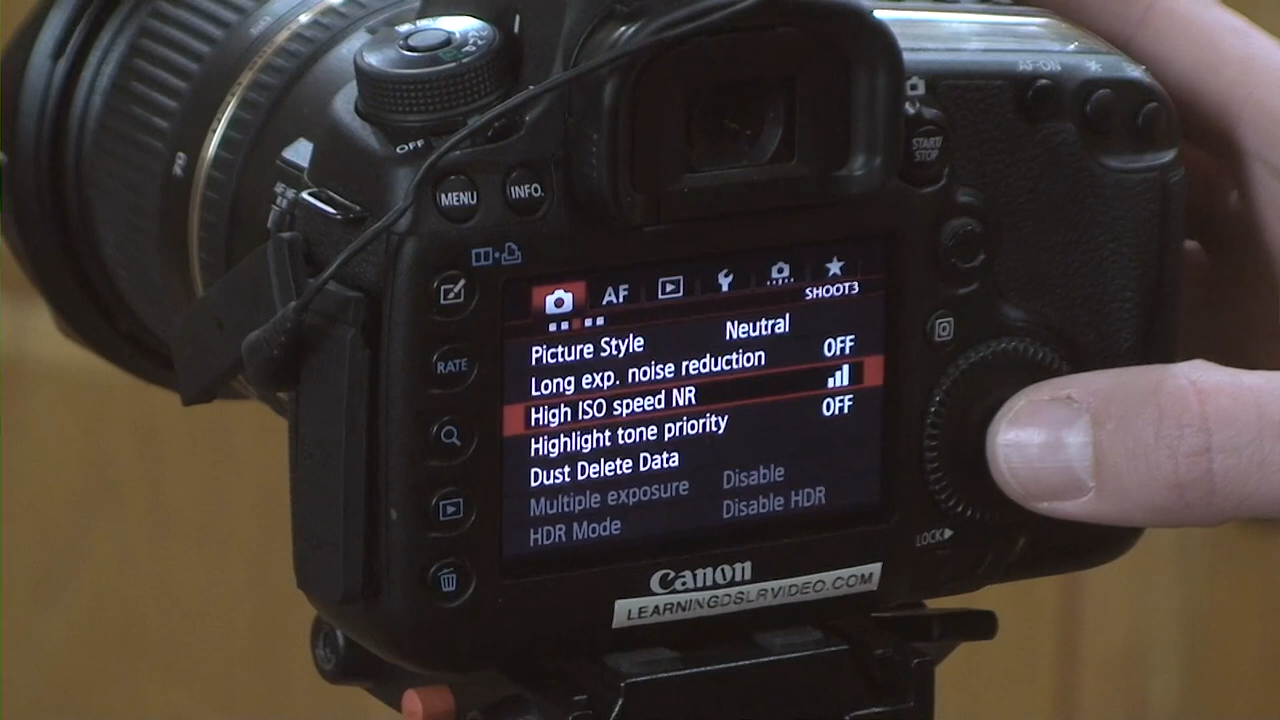 AF-ON
OFF
START/
STOP
MENU
INFO.
AF
SHOOT3
Picture Style Neutral
Long exp. noise reduction OFF
High ISO speed NR
Highlight tone priority OFF
Dust Delete Data
Multiple exposure Disable
HDR Mode Disable HDR
RATE
LOCK
Canon
LEARNINGDSLRVIDEO.COM